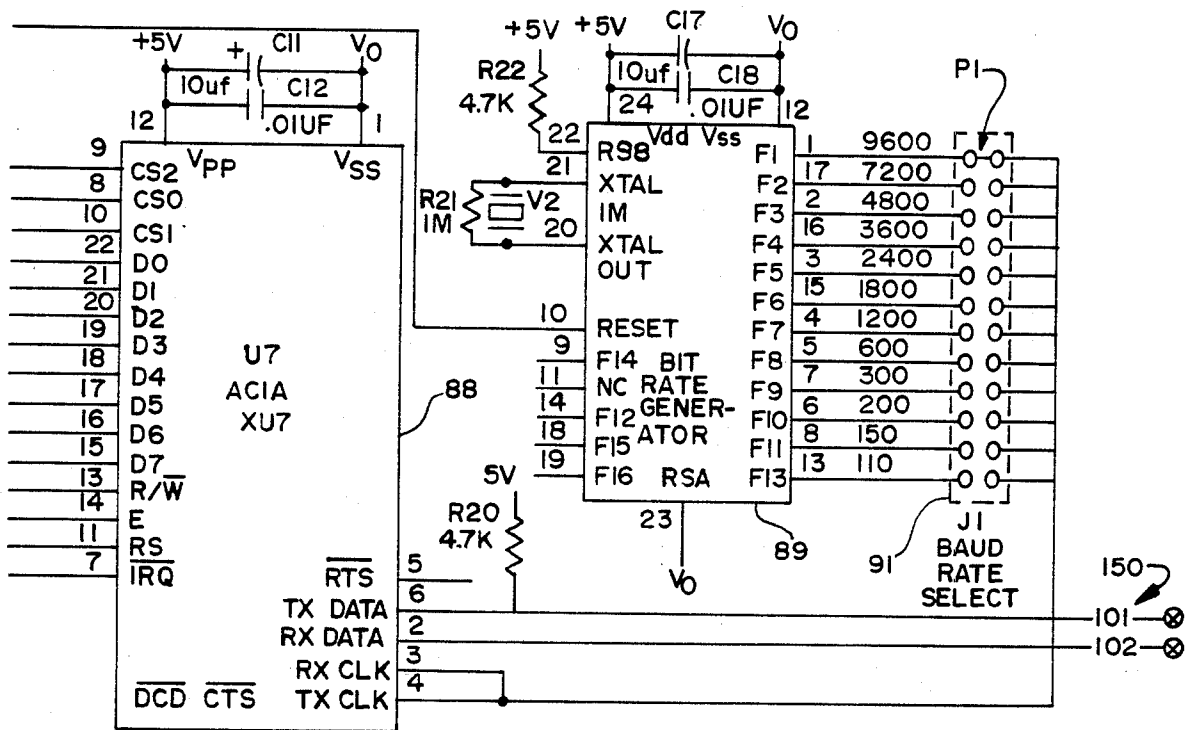 +5V C11 VO
+
10uf C12
12 .01UF 1
+5V C17 VO
+5V
R22
4.7K
10uf C18
24 .01UF 12
P1
VPP VSS
9 CS2
8 CS0
10 CS1
22 D0
21 D1
20 D2
19 D3
18 D4
17 D5
16 D6
15 D7
13 R/W
14 E
11 RS
7 IRQ
U7
ACIA
XU7
88
RTS 5
TX DATA 6
RX DATA 2
RX CLK 3
TX CLK 4
DCD CTS
5V
R20
4.7K
Vdd Vss
22 RSB
21 XTAL
IM
20 XTAL
OUT
R21
1M
V2
10 RESET
9 F14
11 NC
14 F12
18 F15
19 F16
BIT
RATE
GENER-
ATOR
RSA
23
VO
89
F1 1 9600
F2 17 7200
F3 2 4800
F4 16 3600
F5 3 2400
F6 15 1800
F7 4 1200
F8 5 600
F9 7 300
F10 6 200
F11 8 150
F13 13 110
91
J1
BAUD
RATE
SELECT
150
101
102